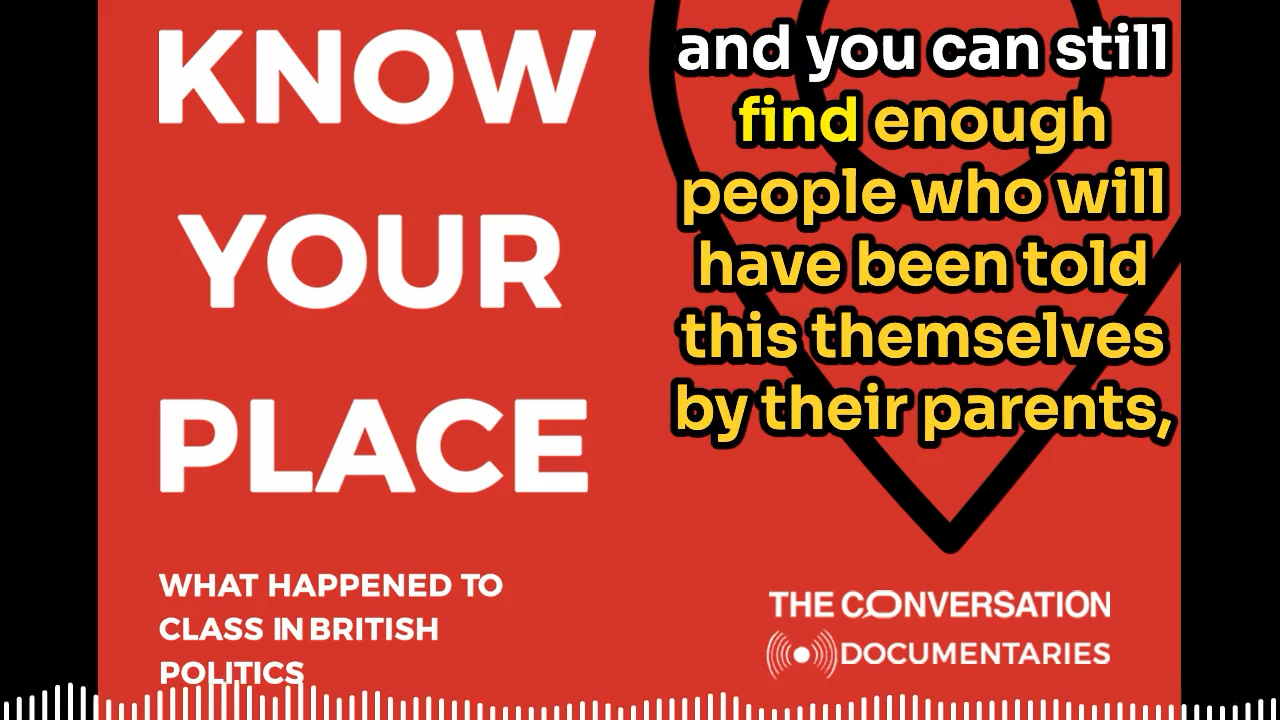 KNOW
YOUR
PLACE
WHAT HAPPENED TO
CLASS IN BRITISH
POLITICS
and you can still
find enough
people who will
have been told
this themselves
by their parents,
THE CONVERSATION
DOCUMENTARIES